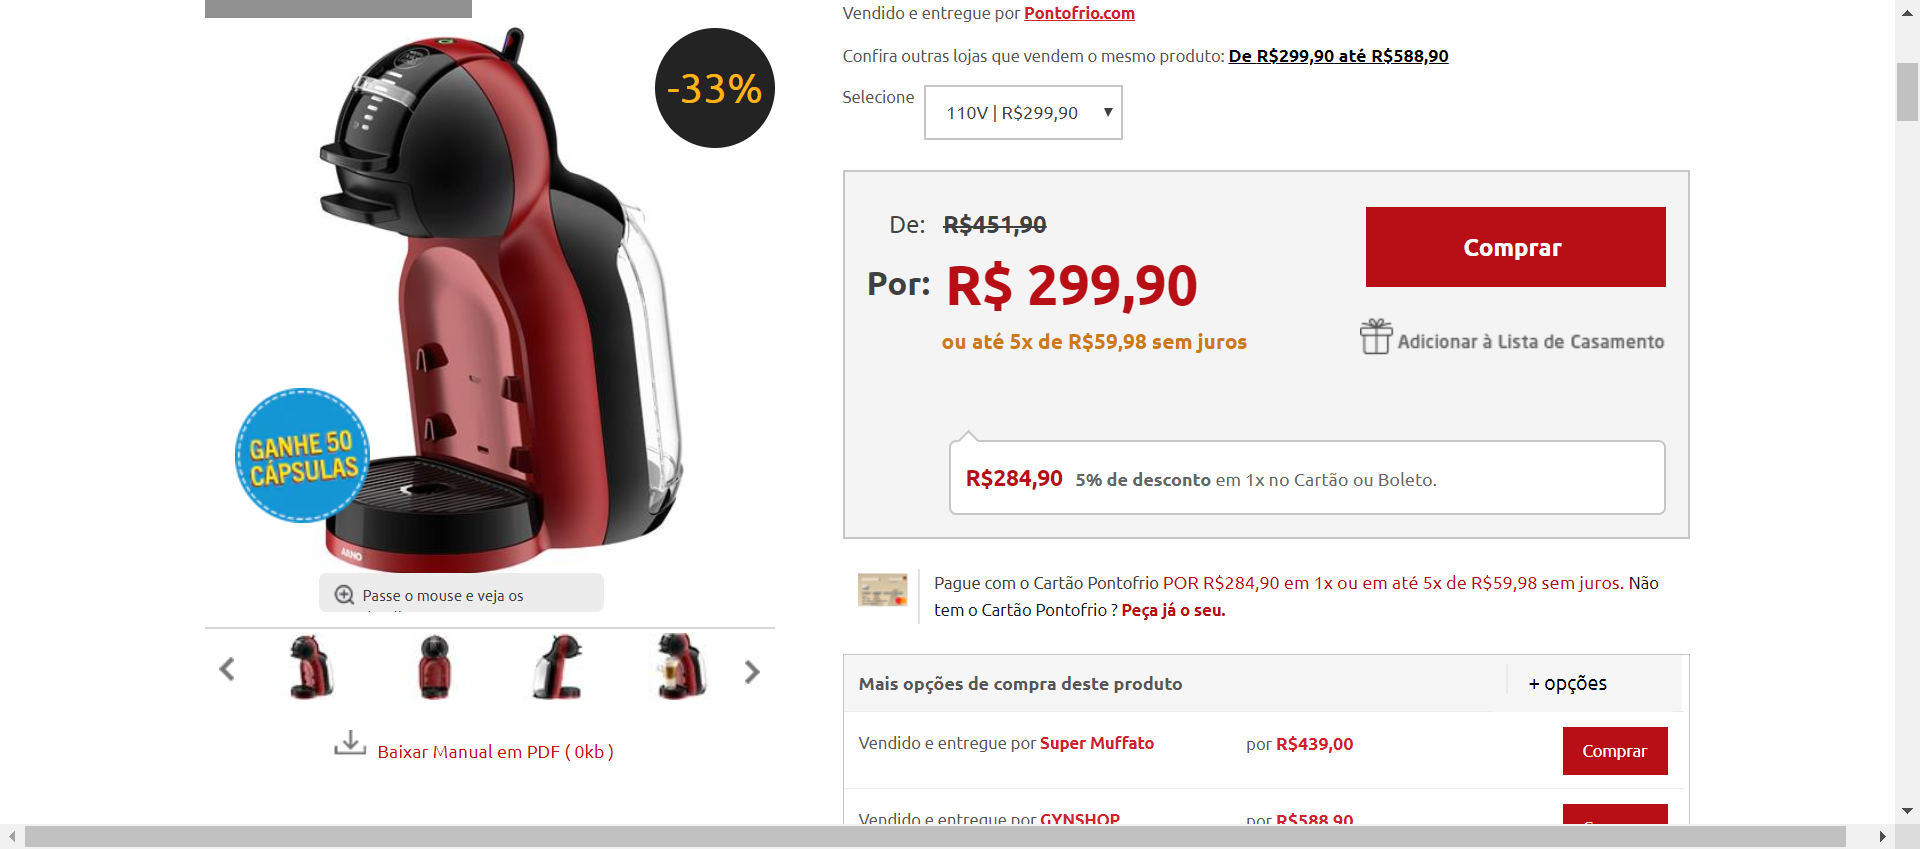 Vendido e entregue por Pontofrio.com
-33%
Confira outras lojas que vendem o mesmo produto: De R$299,90 até R$588,90
Selecione
110V | R$299,90
De: R$451,90
Comprar
Por: R$ 299,90
ou até 5x de R$59,98 sem juros
Adicionar à Lista de Casamento
GANHE 50
CÁPSULAS
R$284,90 5% de desconto em 1x no Cartão ou Boleto.
ARNO
Passe o mouse e veja os
Pague com o Cartão Pontofrio POR R$284,90 em 1x ou em até 5x de R$59,98 sem juros. Não
tem o Cartão Pontofrio ? Peça já o seu.
Mais opções de compra deste produto
+ opções
Vendido e entregue por Super Muffato
por R$439,00
Comprar
Baixar Manual em PDF ( 0kb )
Vendido e entregue por GYNSHOP
por R$588,90